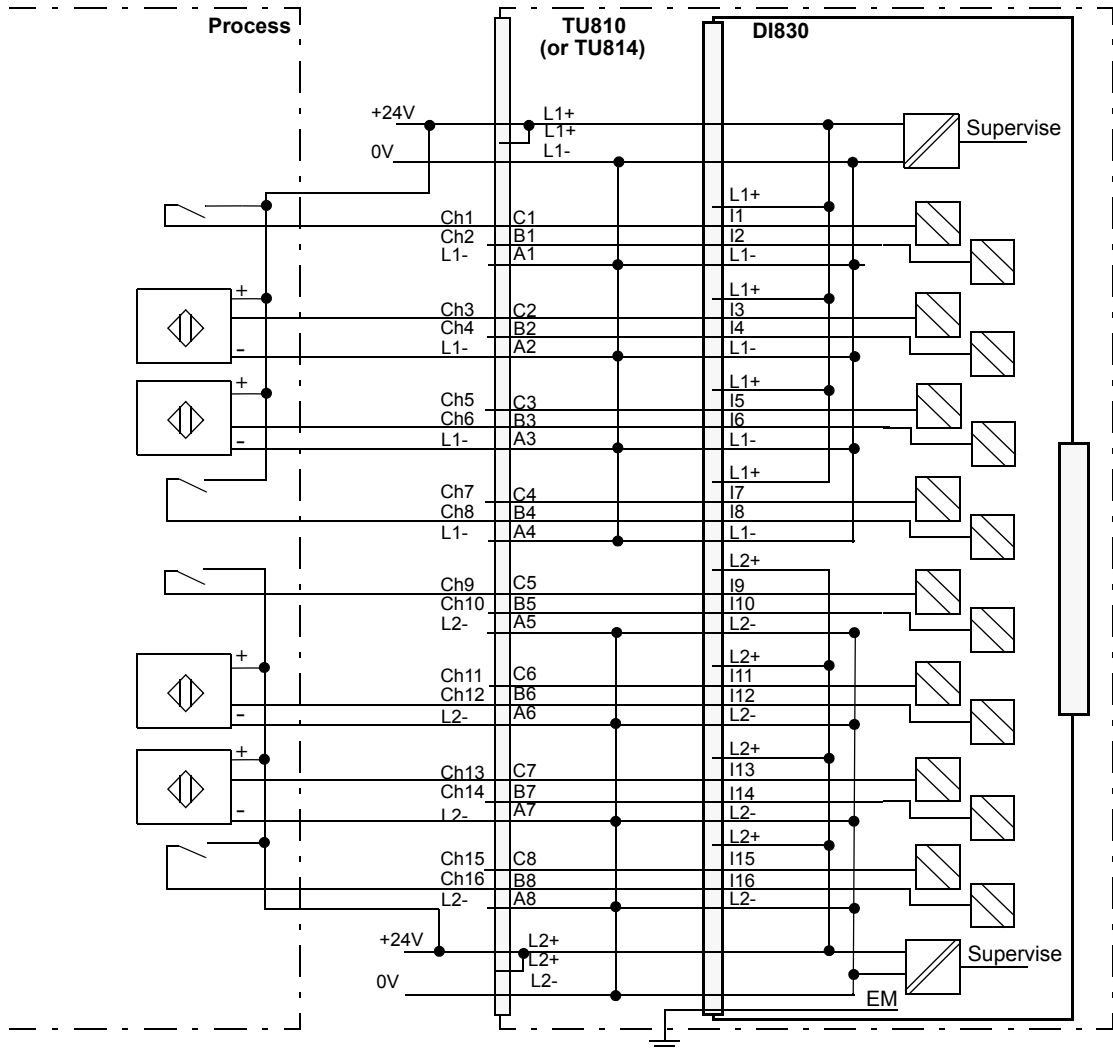 Process
TU810
(or TU814)
DI830
+24V
L1+
L1+
0V
L1-
Supervise
L1+
Ch1 C1 I1
Ch2 B1 I2
L1- A1 L1-
+
L1+
Ch3 C2 I3
Ch4 B2 I4
- L1- A2 L1-
+
L1+
Ch5 C3 I5
Ch6 B3 I6
- L1- A3 L1-
L1+
Ch7 C4 I7
Ch8 B4 I8
L1- A4 L1-
L2+
Ch9 C5 I9
Ch10 B5 I10
L2- A5 L2-
+
L2+
Ch11 C6 I11
Ch12 B6 I12
- L2- A6 L2-
+
L2+
Ch13 C7 I13
Ch14 B7 I14
- L2- A7 L2-
L2+
Ch15 C8 I15
Ch16 B8 I16
L2- A8 L2-
+24V
L2+
L2+
Supervise
0V
L2-
EM